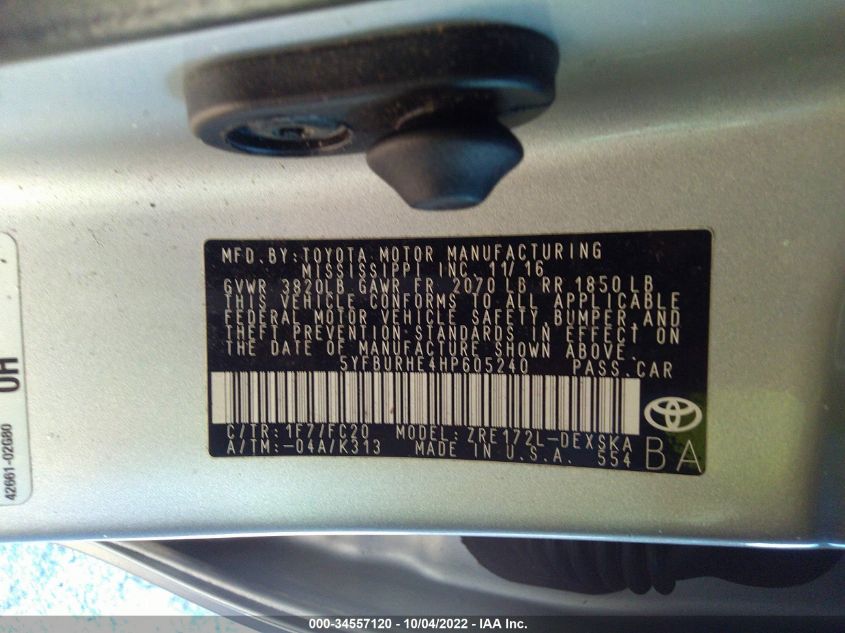 MFD.BY:TOYOTA MOTOR MANUFACTURING
MISSISSIPPI INC. 11/16
GVWR 3820LB GAWR FR 2070LB RR 1850LB
THIS VEHICLE CONFORMS TO ALL APPLICABLE
FEDERAL MOTOR VEHICLE SAFETY,BUMPER AND
THEFT PREVENTION STANDARDS IN EFFECT ON
THE DATE OF MANUFACTURE SHOWN ABOVE.
5YFBURHE4HP605240 PASS.CAR
C/TR:1F7/FC20 MODEL:ZRE172L-DEXSKA
A/TM:-04A/K313 MADE IN U.S.A. 554
BA
42661-02G80
000-34557120 - 10/04/2022 - IAA Inc.